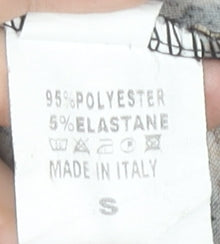 95%POLYESTER
5%ELASTANE
MADE IN ITALY
S